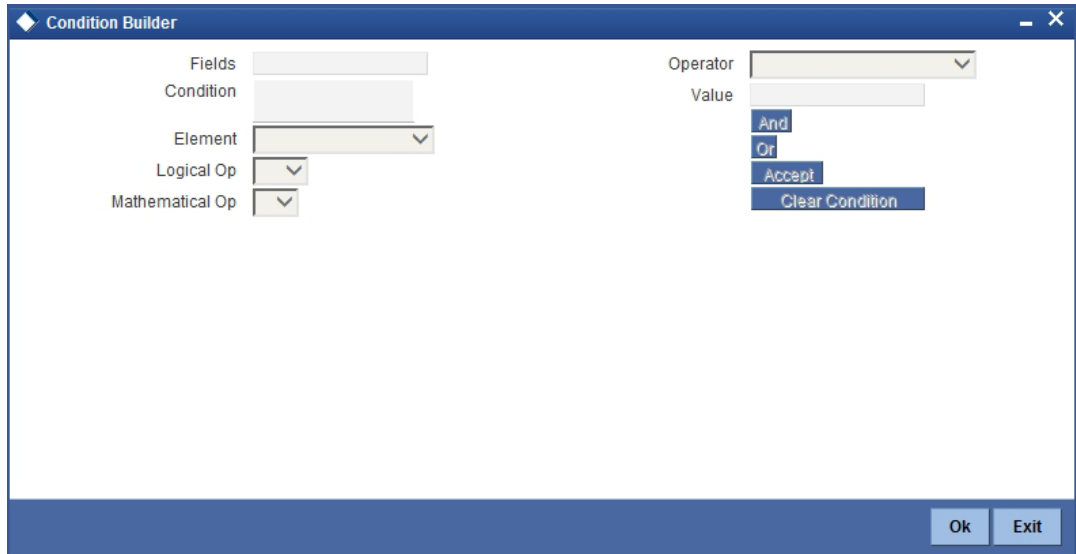 Condition Builder
Fields
Condition
Element
Logical Op
Mathematical Op
Operator
Value
And
Or
Accept
Clear Condition
Ok Exit